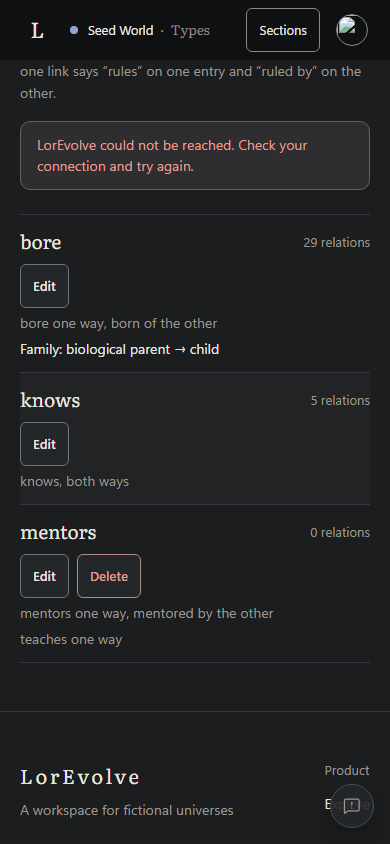 L
Seed World · Types
Sections
one link says “rules” on one entry and “ruled by” on the
other.
LorEvolve could not be reached. Check your
connection and try again.
bore
29 relations
Edit
bore one way, born of the other
Family: biological parent → child
knows
5 relations
Edit
knows, both ways
mentors
0 relations
Edit
Delete
mentors one way, mentored by the other
teaches one way
LorEvolve
Product
A workspace for fictional universes